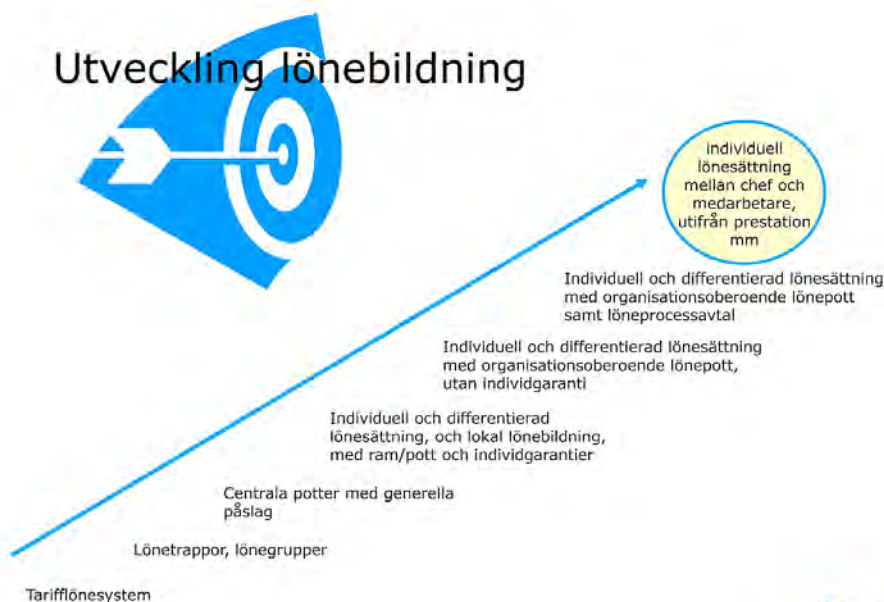 Utveckling lönebildning
individuell
lönesättning
mellan chef och
medarbetare,
utifrån prestation
mm
Individuell och differentierad lönesättning
med organisationsoberoende lönepott
samt löneprocessavtal
Individuell och differentierad lönesättning
med organisationsoberoende lönepott,
utan individgaranti
Individuell och differentierad
lönesättning, och lokal lönebildning,
med ram/pott och individgarantier
Centrala potter med generella
påslag
Lönetrappor, lönegrupper
Tarifflönesystem